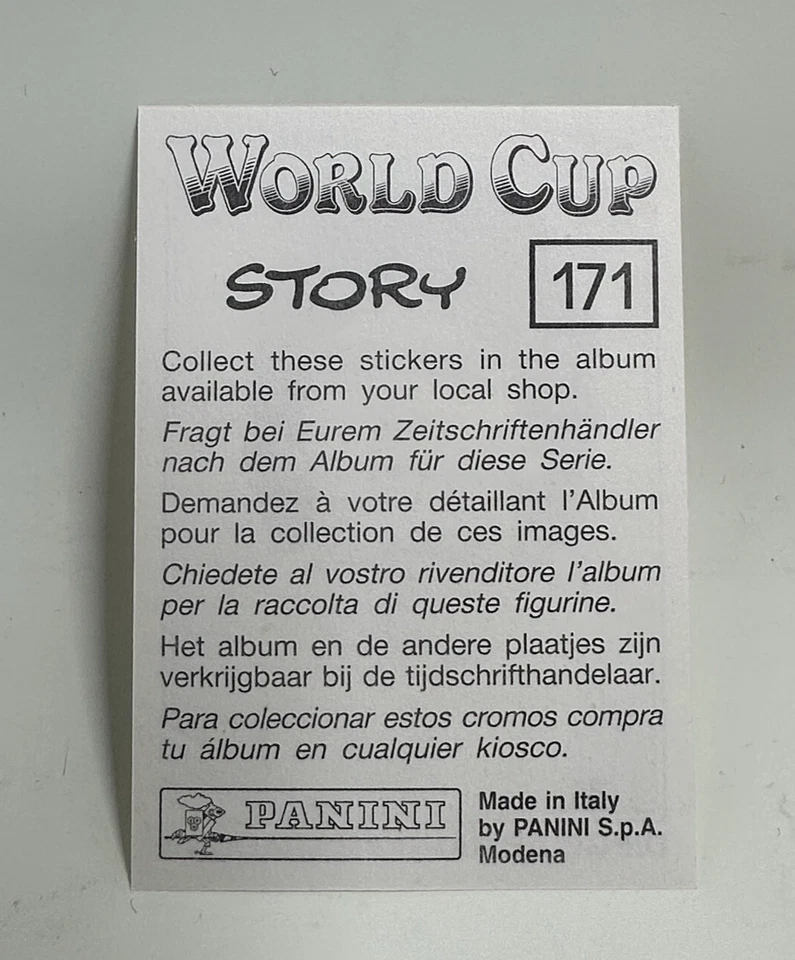 WORLD CUP
STORY 171
Collect these stickers in the album
available from your local shop.
Fragt bei Eurem Zeitschriftenhändler
nach dem Album für diese Serie.
Demandez à votre détaillant l'Album
pour la collection de ces images.
Chiedete al vostro rivenditore l'album
per la raccolta di queste figurine.
Het album en de andere plaatjes zijn
verkrijgbaar bij de tijdschrifthandelaar.
Para coleccionar estos cromos compra
tu álbum en cualquier kiosco.
PANINI
Made in Italy
by PANINI S.p.A.
Modena